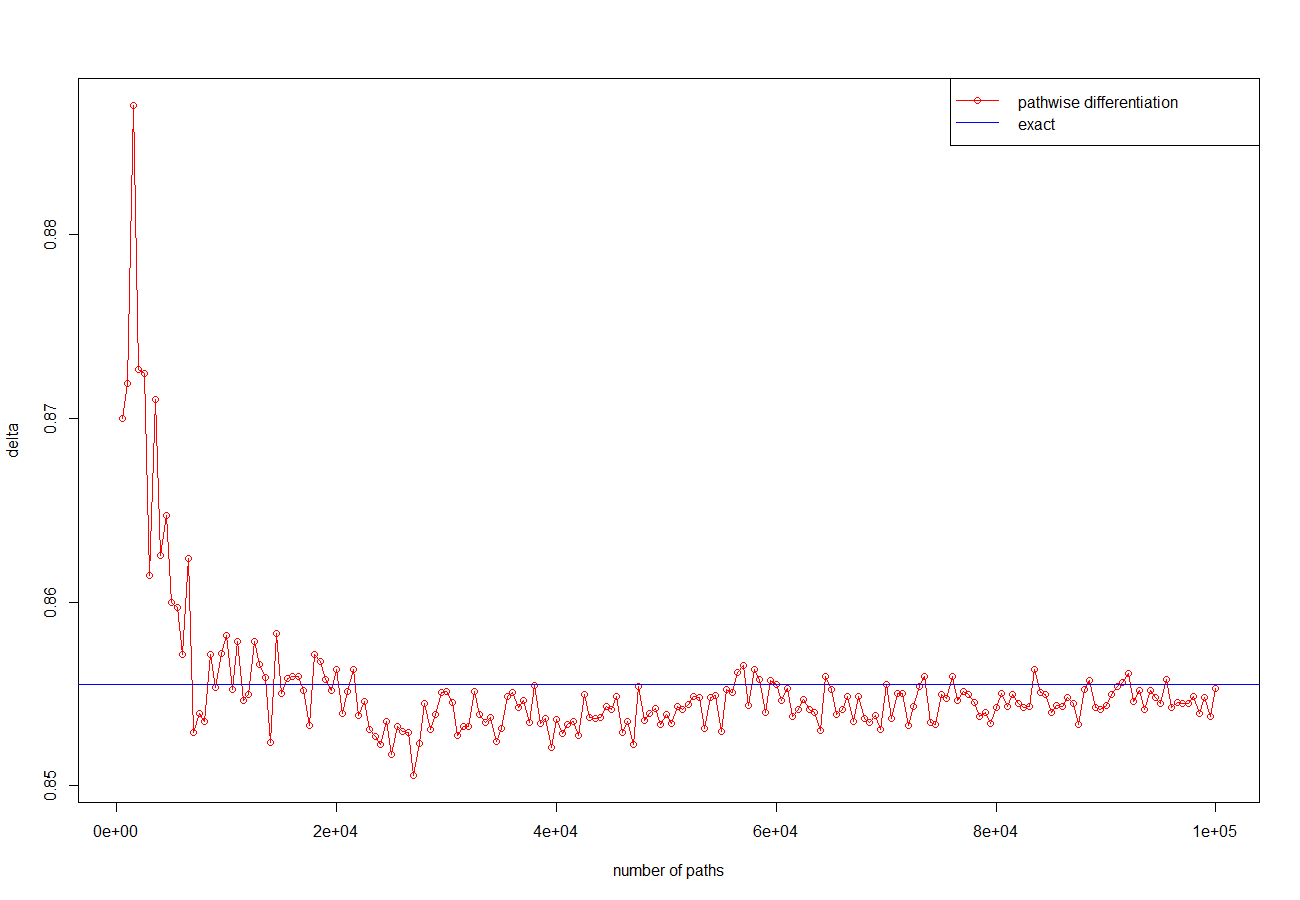 pathwise differentiation
exact
0.88
0.87
0.86
0.85
delta
0e+00 2e+04 4e+04 6e+04 8e+04 1e+05
number of paths